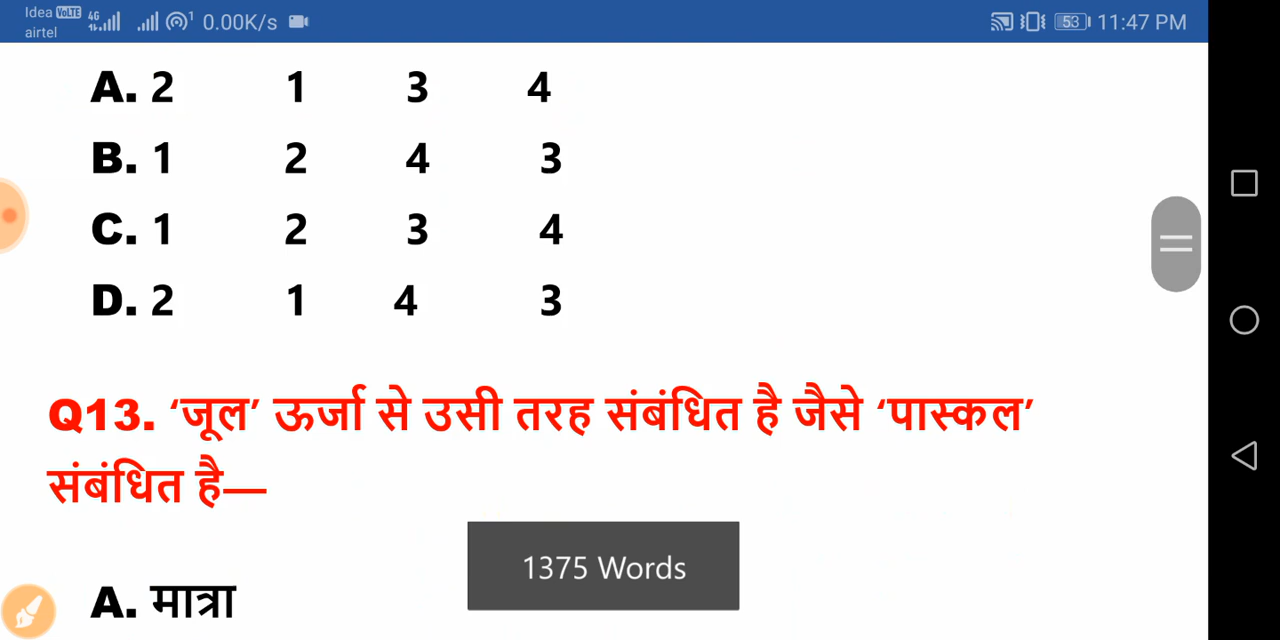 Idea VoLTE 4G 1 0.00K/s 53 11:47 PM
airtel
A. 2 1 3 4
B. 1 2 4 3
C. 1 2 3 4
D. 2 1 4 3
Q13. ‘जूल’ ऊर्जा से उसी तरह संबंधित है जैसे ‘पास्कल’
संबंधित है—
1375 Words
A. मात्रा